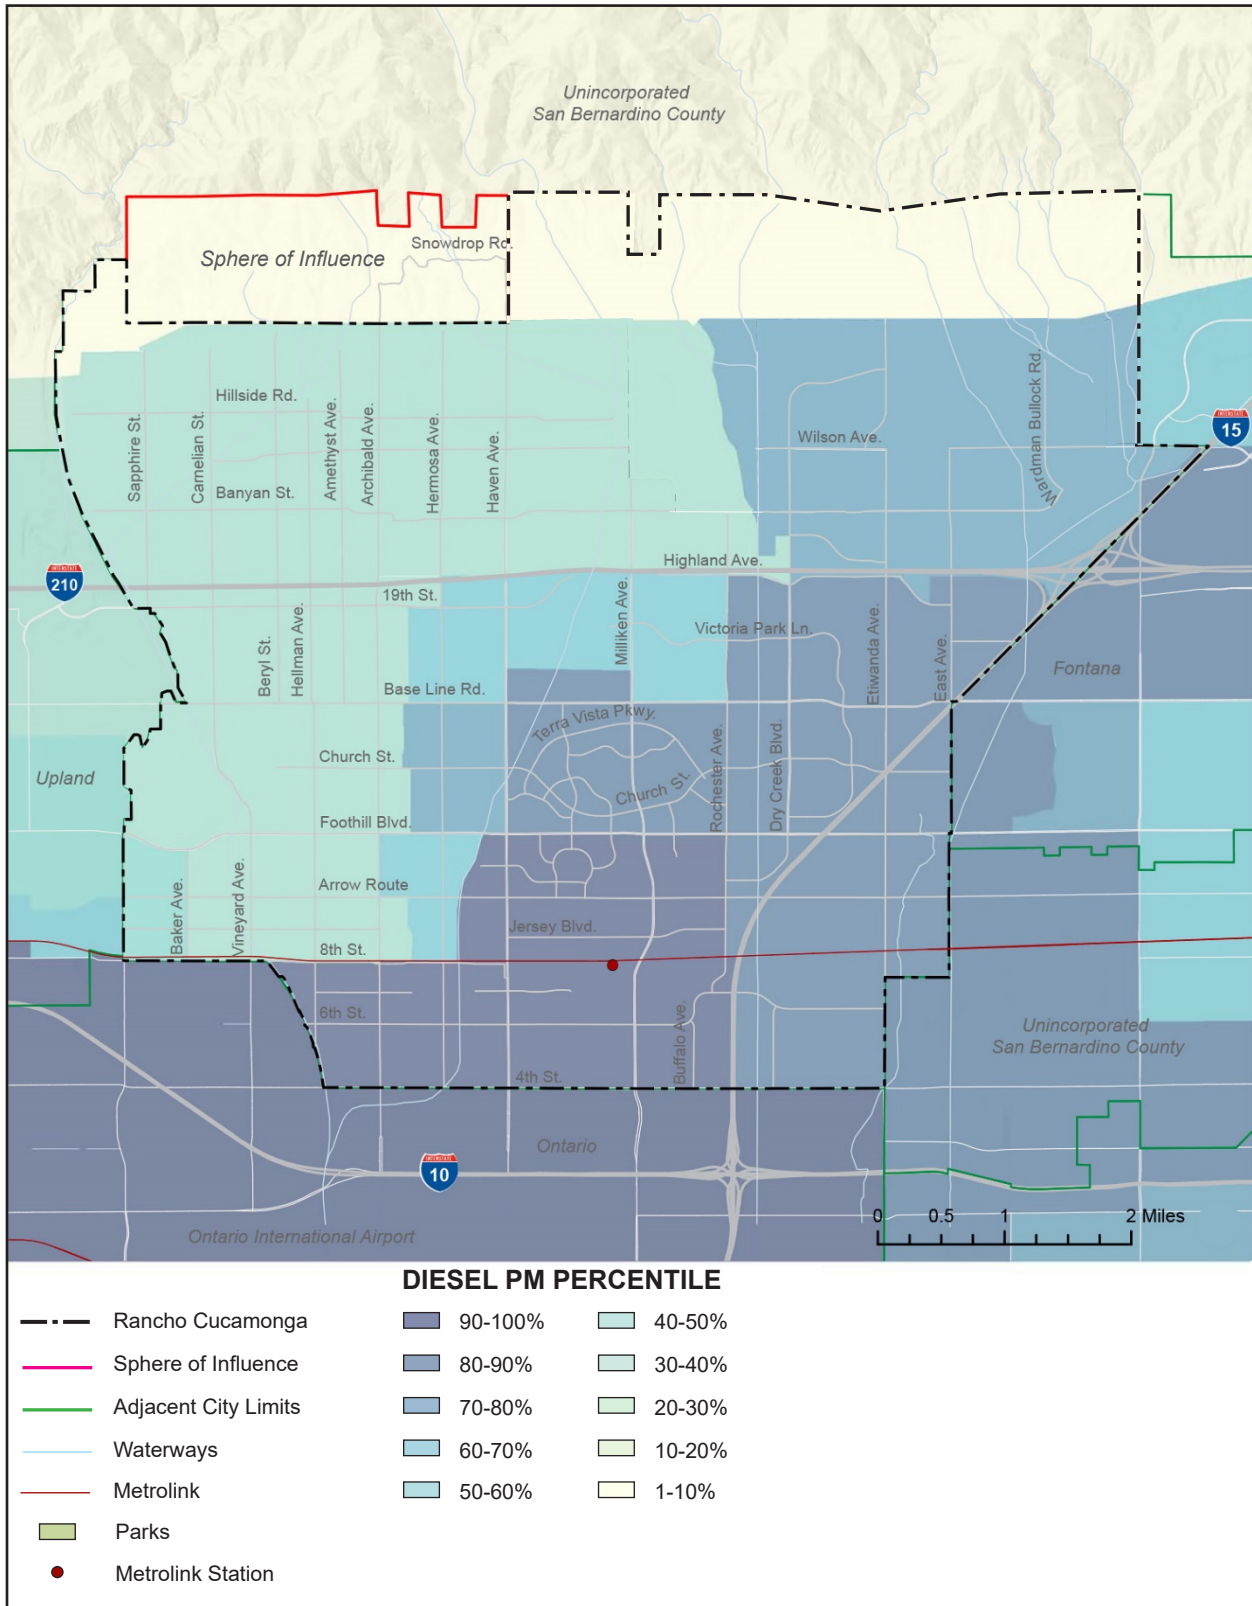 Unincorporated
San Bernardino County
Snowdrop Rd.
Sphere of Influence
Hillside Rd.
Wilson Ave.
Wardman Bullock Rd.
INTERSTATE
15
Sapphire St.
Carnelian St.
Amethyst Ave.
Archibald Ave.
Hermosa Ave.
Haven Ave.
Banyan St.
Highland Ave.
INTERSTATE
210
19th St.
Beryl St.
Hellman Ave.
Milliken Ave.
Victoria Park Ln.
Etiwanda Ave.
East Ave.
Fontana
Base Line Rd.
Terra Vista Pkwy.
Church St.
Church St.
Rochester Ave.
Dry Creek Blvd.
Upland
Foothill Blvd.
Arrow Route
Baker Ave.
Vineyard Ave.
Jersey Blvd.
8th St.
6th St.
Buffalo Ave.
Unincorporated
San Bernardino County
4th St.
Ontario
INTERSTATE
10
Ontario International Airport
0 0.5 1 2 Miles
DIESEL PM PERCENTILE
Rancho Cucamonga
Sphere of Influence
Adjacent City Limits
Waterways
Metrolink
Parks
Metrolink Station
90-100%
80-90%
70-80%
60-70%
50-60%
40-50%
30-40%
20-30%
10-20%
1-10%